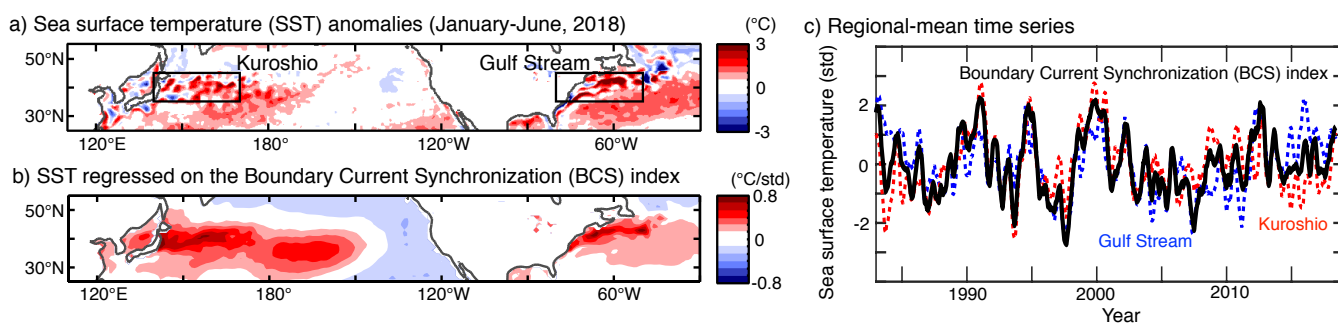 a) Sea surface temperature (SST) anomalies (January-June, 2018)
(°C)
50°N
30°N
Kuroshio
Gulf Stream
120°E
180°
120°W
60°W
3
0
-3
b) SST regressed on the Boundary Current Synchronization (BCS) index
(°C/std)
50°N
30°N
120°E
180°
120°W
60°W
0.8
0
-0.8
c) Regional-mean time series
Sea surface temperature (std)
2
0
-2
Boundary Current Synchronization (BCS) index
Gulf Stream
Kuroshio
1990
2000
2010
Year